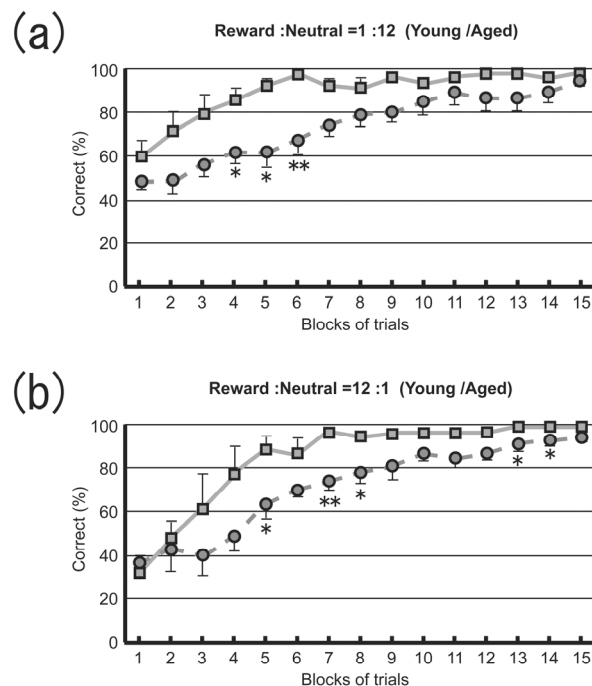 (a)
Reward :Neutral =1 :12 (Young /Aged)
Correct (%)
100
80
60
40
20
0
* * **
1 2 3 4 5 6 7 8 9 10 11 12 13 14 15
Blocks of trials
(b)
Reward :Neutral =12 :1 (Young /Aged)
Correct (%)
100
80
60
40
20
0
* ** * * *
1 2 3 4 5 6 7 8 9 10 11 12 13 14 15
Blocks of trials